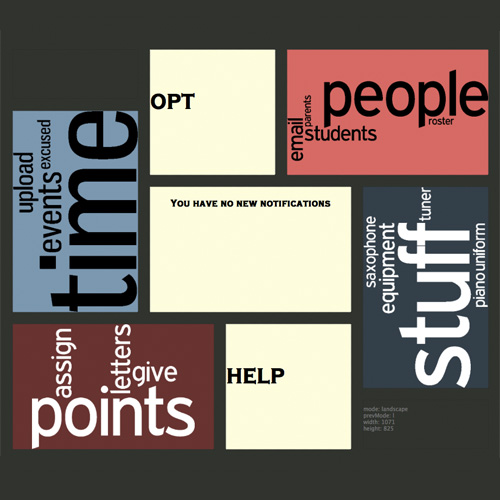 OPT
people
parents
email
roster
students
upload
events
excused
time
You have no new notifications
saxophone
equipment
stuff
tuner
piano
uniform
assign
letters
give
points
HELP
mode: landscape
prevMode: l
width: 1071
height: 825